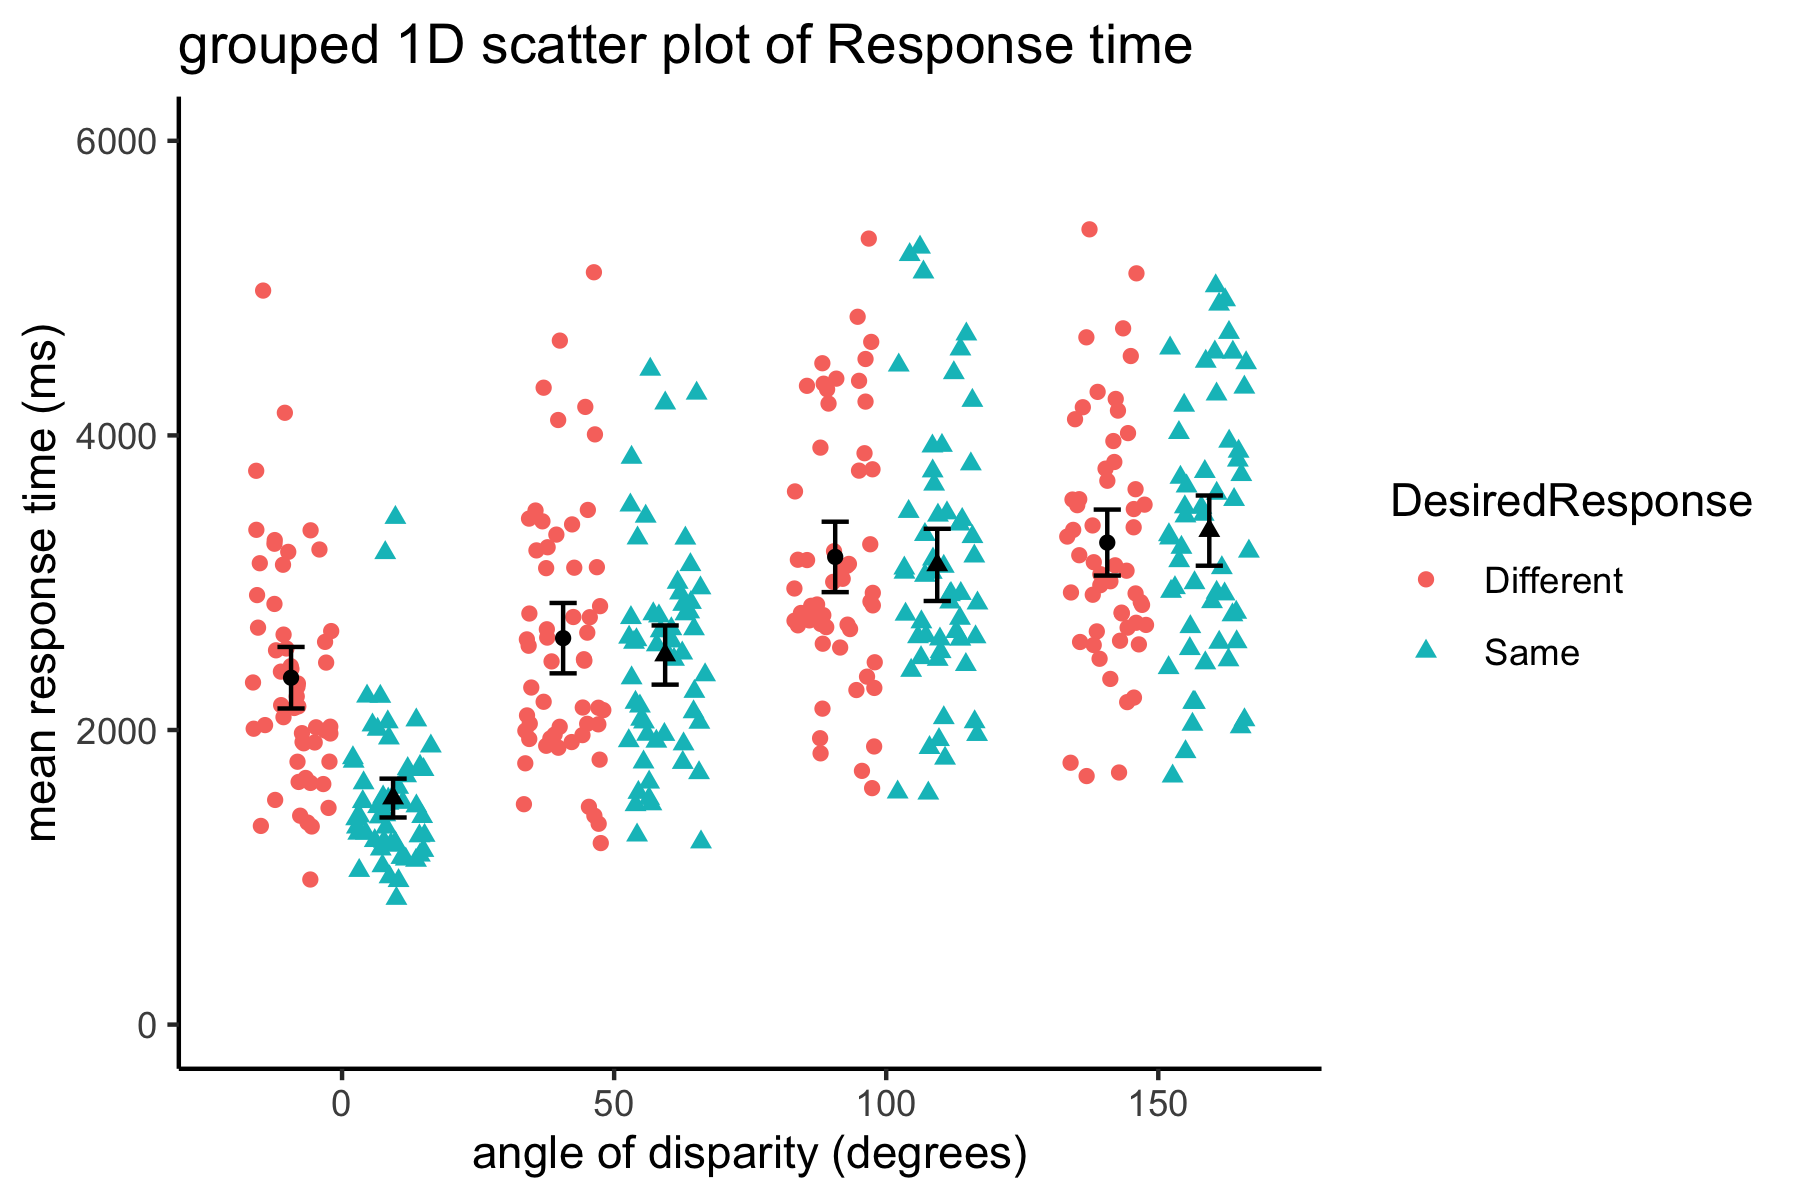 grouped 1D scatter plot of Response time
mean response time (ms)
6000
4000
2000
0
0 50 100 150
angle of disparity (degrees)
DesiredResponse
Different
Same